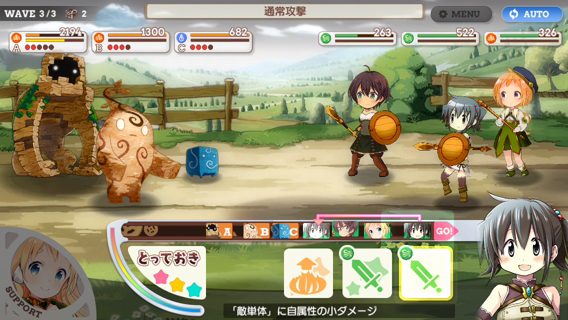 WAVE 3/3 2
通常攻撃
MENU
AUTO
A 2194
B 1300
C 682
263
522
326
A B C GO!
とっておき
SUPPORT
「敵単体」に自属性の小ダメージ